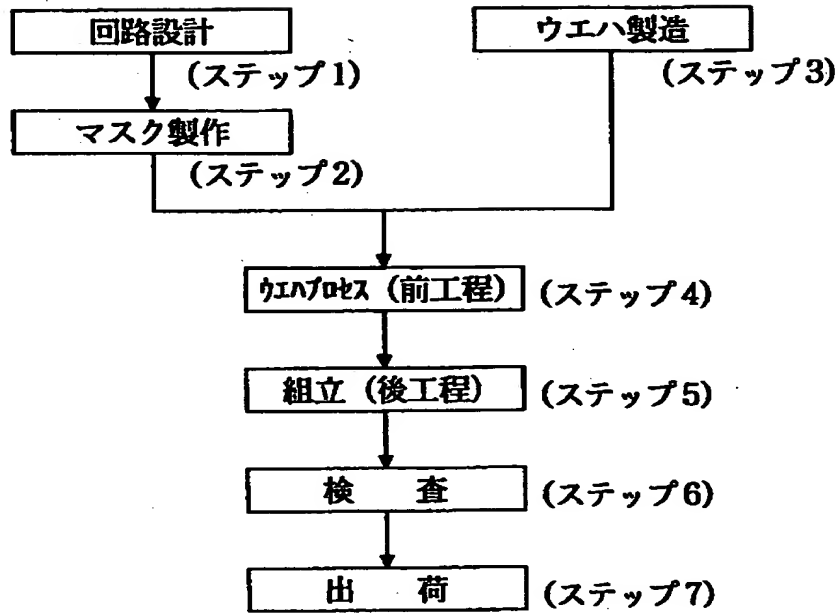 回路設計
(ステップ1)
マスク製作
(ステップ2)
ウエハ製造
(ステップ3)
ウエハプロセス (前工程)
(ステップ4)
組立 (後工程)
(ステップ5)
検 査
(ステップ6)
出 荷
(ステップ7)